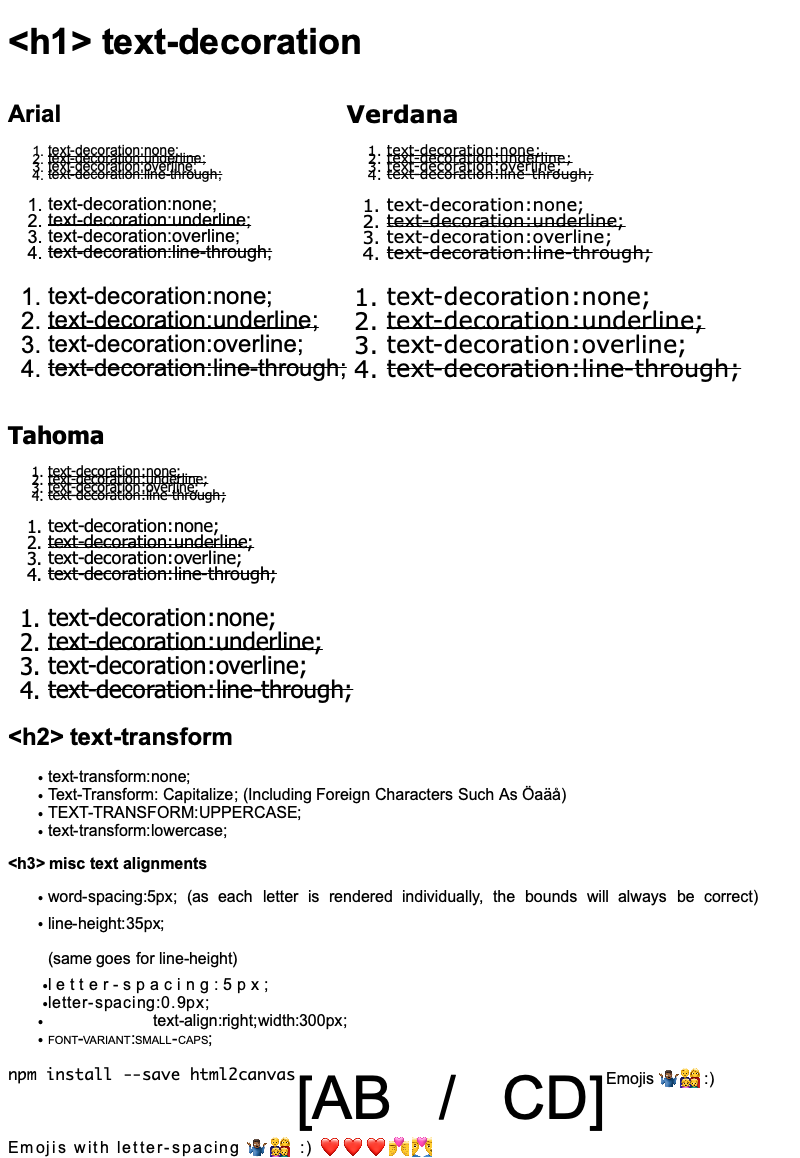 <h1> text-decoration
Arial
1. text-decoration:none;
2. text-decoration:underline;
3. text-decoration:overline;
4. text-decoration:line-through;
1. text-decoration:none;
2. text-decoration:underline;
3. text-decoration:overline;
4. text-decoration:line-through;
1. text-decoration:none;
2. text-decoration:underline;
3. text-decoration:overline;
4. text-decoration:line-through;
Verdana
1. text-decoration:none;
2. text-decoration:underline;
3. text-decoration:overline;
4. text-decoration:line-through;
1. text-decoration:none;
2. text-decoration:underline;
3. text-decoration:overline;
4. text-decoration:line-through;
1. text-decoration:none;
2. text-decoration:underline;
3. text-decoration:overline;
4. text-decoration:line-through;
Tahoma
1. text-decoration:none;
2. text-decoration:underline;
3. text-decoration:overline;
4. text-decoration:line-through;
1. text-decoration:none;
2. text-decoration:underline;
3. text-decoration:overline;
4. text-decoration:line-through;
1. text-decoration:none;
2. text-decoration:underline;
3. text-decoration:overline;
4. text-decoration:line-through;
<h2> text-transform
• text-transform:none;
• Text-Transform: Capitalize; (Including Foreign Characters Such As Öaäå)
• TEXT-TRANSFORM:UPPERCASE;
• text-transform:lowercase;
<h3> misc text alignments
• word-spacing:5px; (as each letter is rendered individually, the bounds will always be correct)
• line-height:35px;
(same goes for line-height)
• letter-spacing:5px;
• letter-spacing:0.9px;
• text-align:right;width:300px;
• FONT-VARIANT:SMALL-CAPS;
npm install --save html2canvas [AB / CD] Emojis 🤷🏾‍♂️👨‍👩‍👧‍👦 :)
Emojis with letter-spacing 🤷🏾‍♂️👨‍👩‍👧‍👦 :) ❤️❤️❤️👨‍❤️‍💋‍👨👩‍❤️‍👩